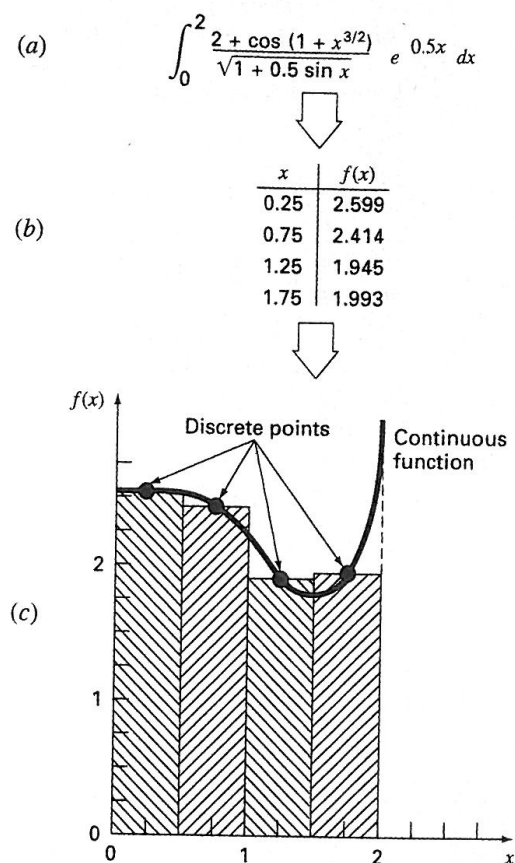 (a) ∫₀² (2 + cos (1 + x^{3/2})) / √(1 + 0.5 sin x) e^{0.5x} dx
(b)
x f(x)
0.25 2.599
0.75 2.414
1.25 1.945
1.75 1.993
(c)
f(x)
Discrete points
Continuous
function
2
1
0
0 1 2 x